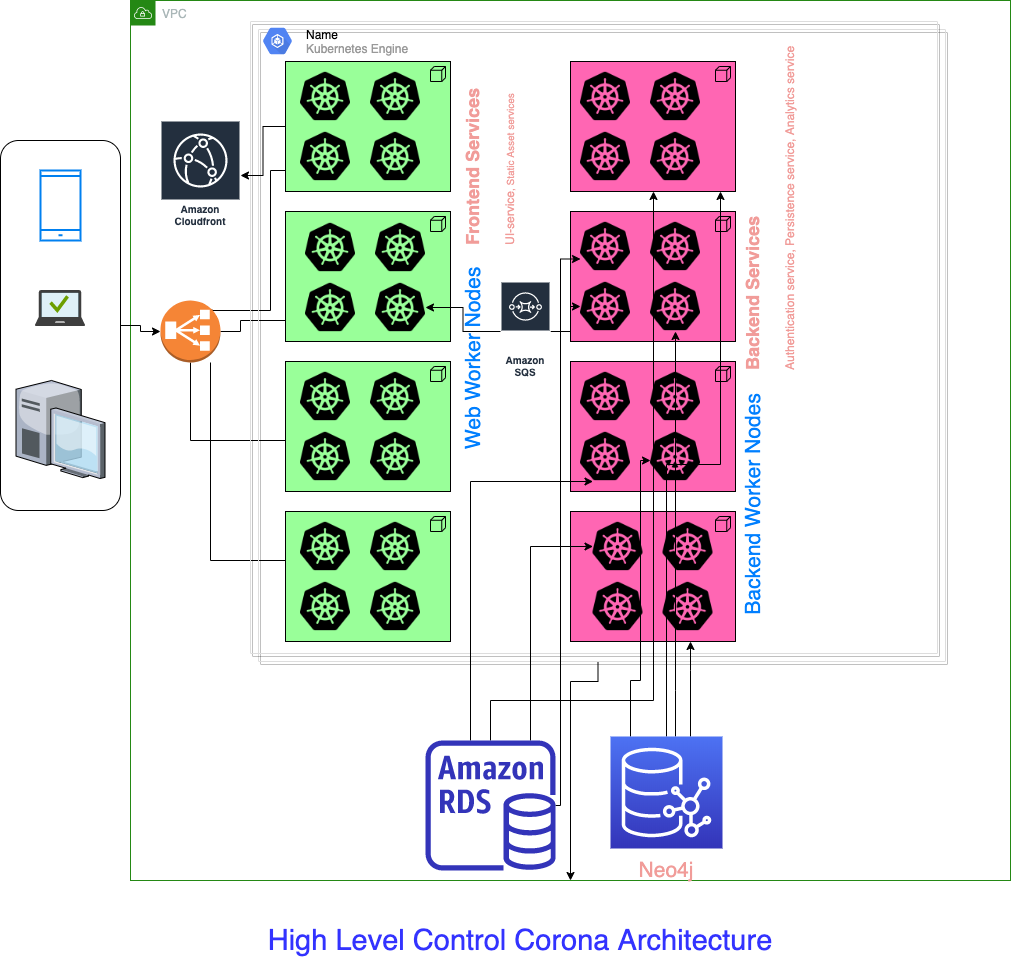 VPC
Name
Kubernetes Engine
Frontend Services
UI-service, Static Asset services
Authentication service, Persistence service, Analytics service
Amazon
Cloudfront
Backend Services
Web Worker Nodes
Amazon
SQS
Backend Worker Nodes
Amazon
RDS
Neo4j
High Level Control Corona Architecture